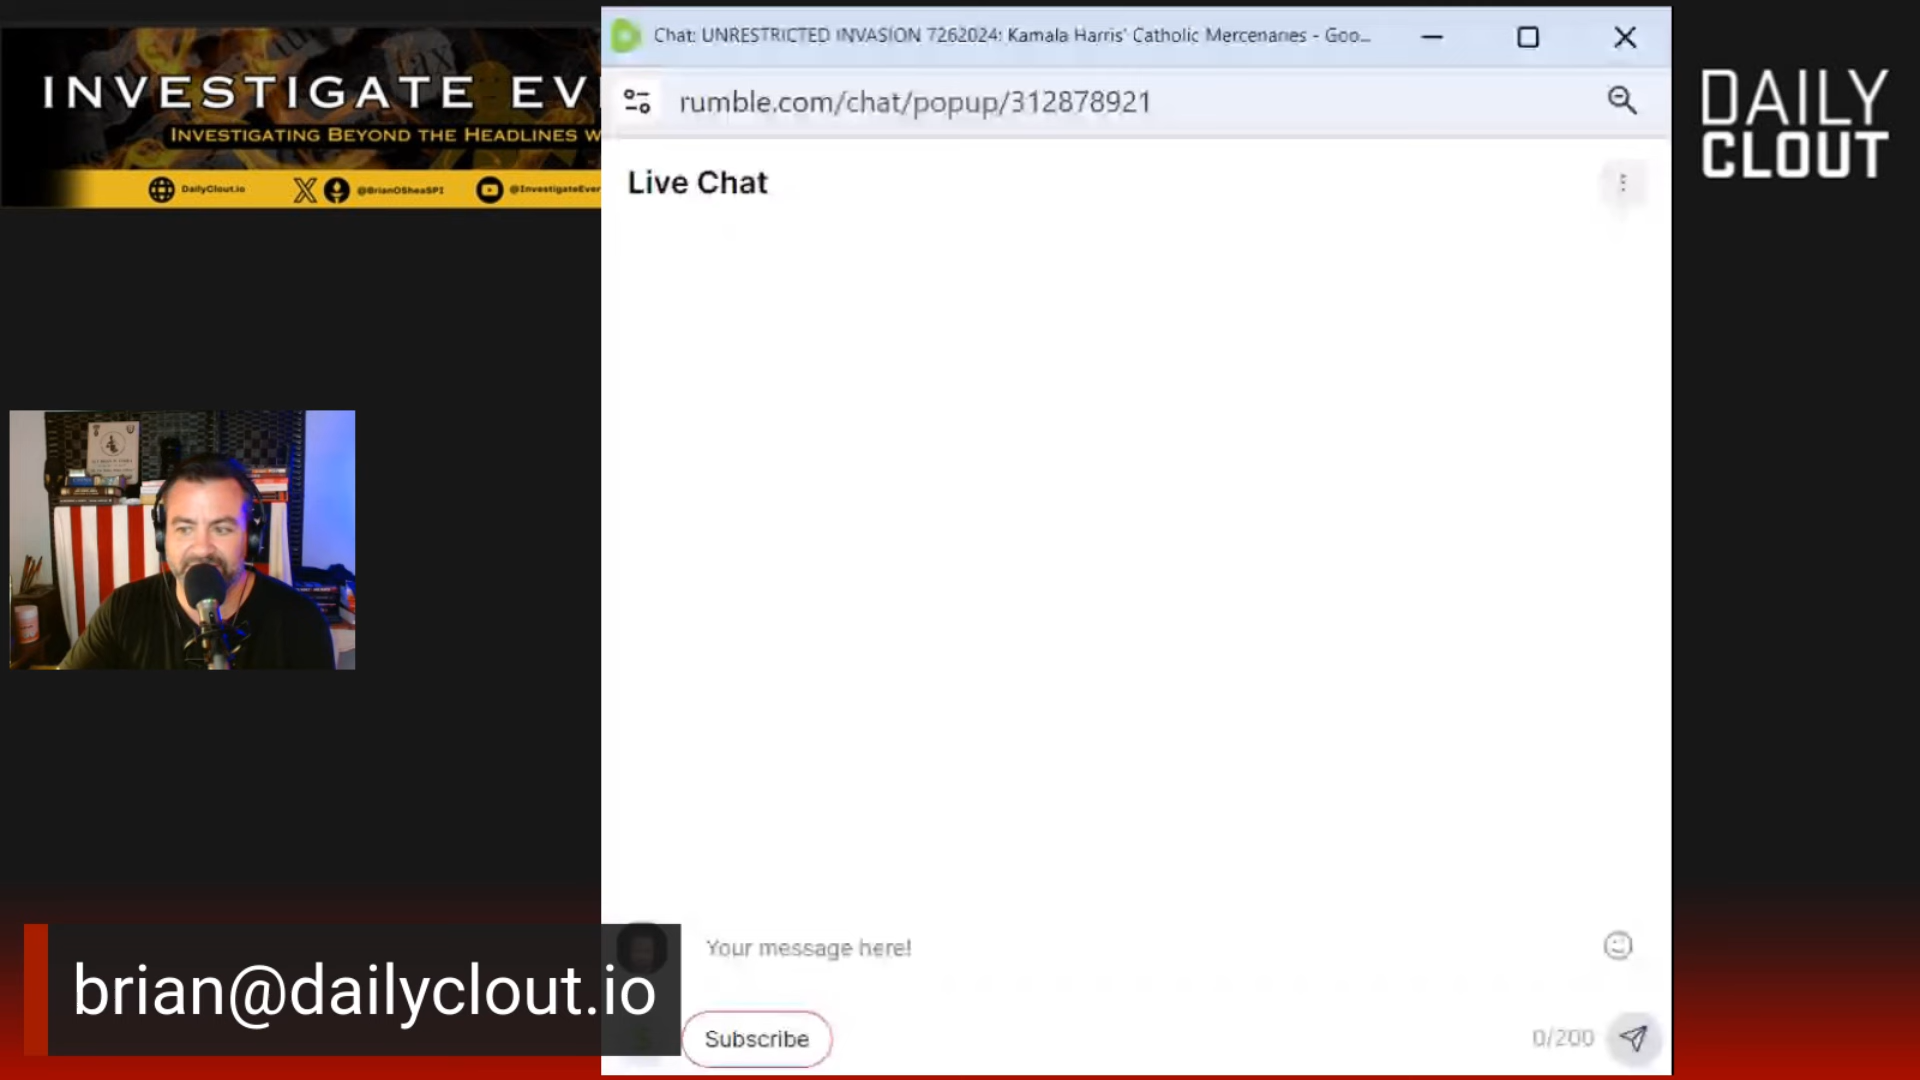 INVESTIGATE EV
INVESTIGATING BEYOND THE HEADLINES W
DailyClout.io
@BrianOSheaSPI
@InvestigateEver
Chat: UNRESTRICTED INVASION 7262024: Kamala Harris' Catholic Mercenaries - Goo...
rumble.com/chat/popup/312878921
Live Chat
DAILY
CLOUT
Your message here!
brian@dailyclout.io
Subscribe
0/200